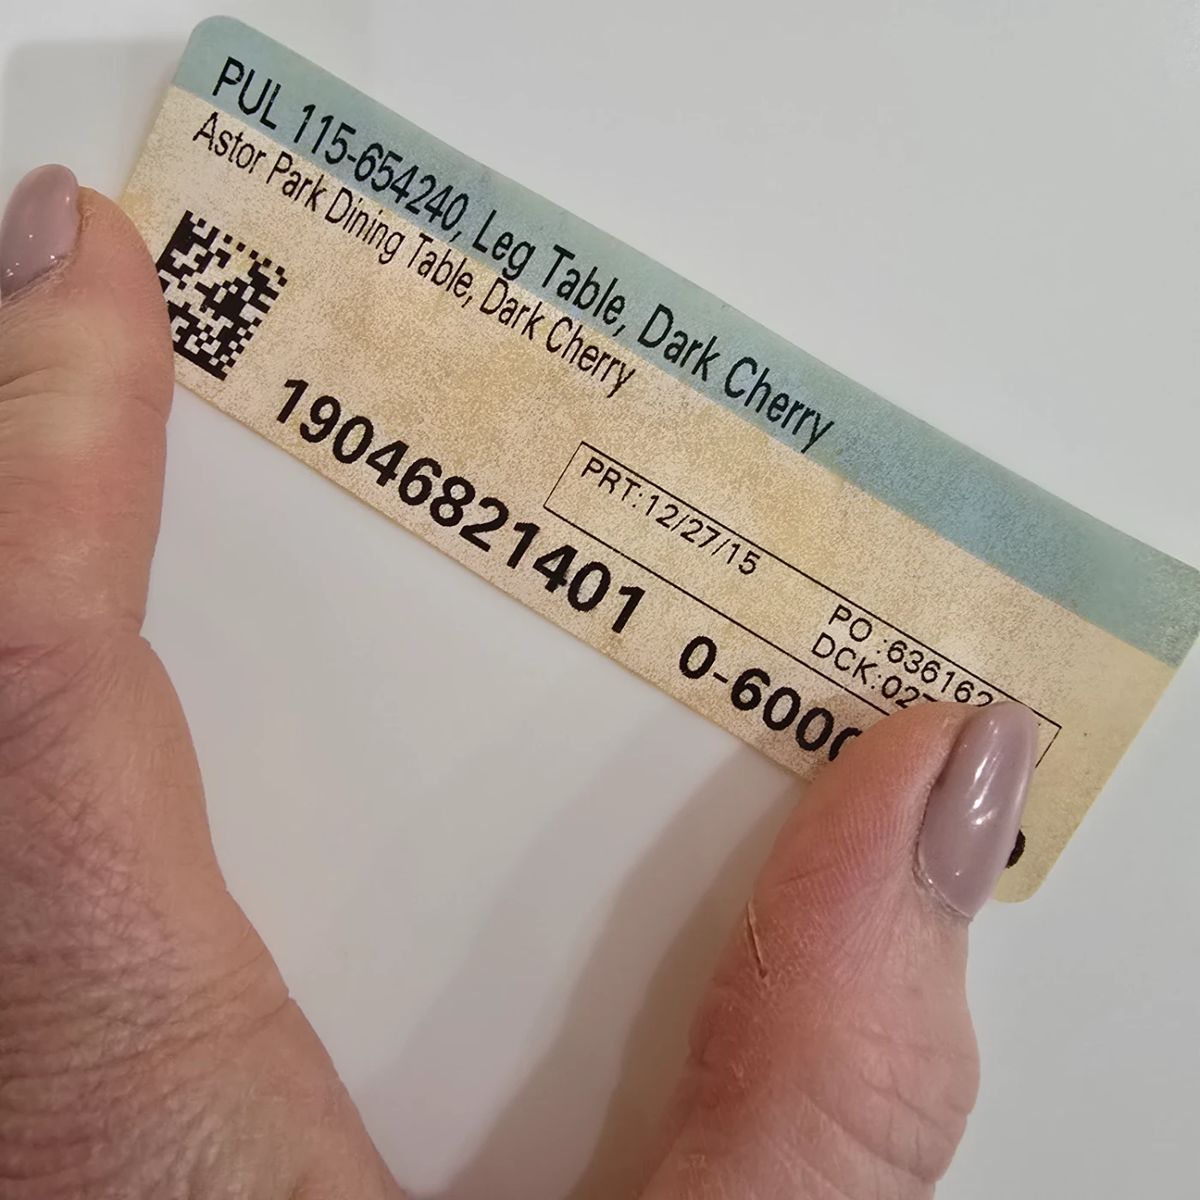 PUL 115-654240, Leg Table, Dark Cherry
Astor Park Dining Table, Dark Cherry
PRT:12/27/15
PO :636162
DCK:02
19046821401 0-600